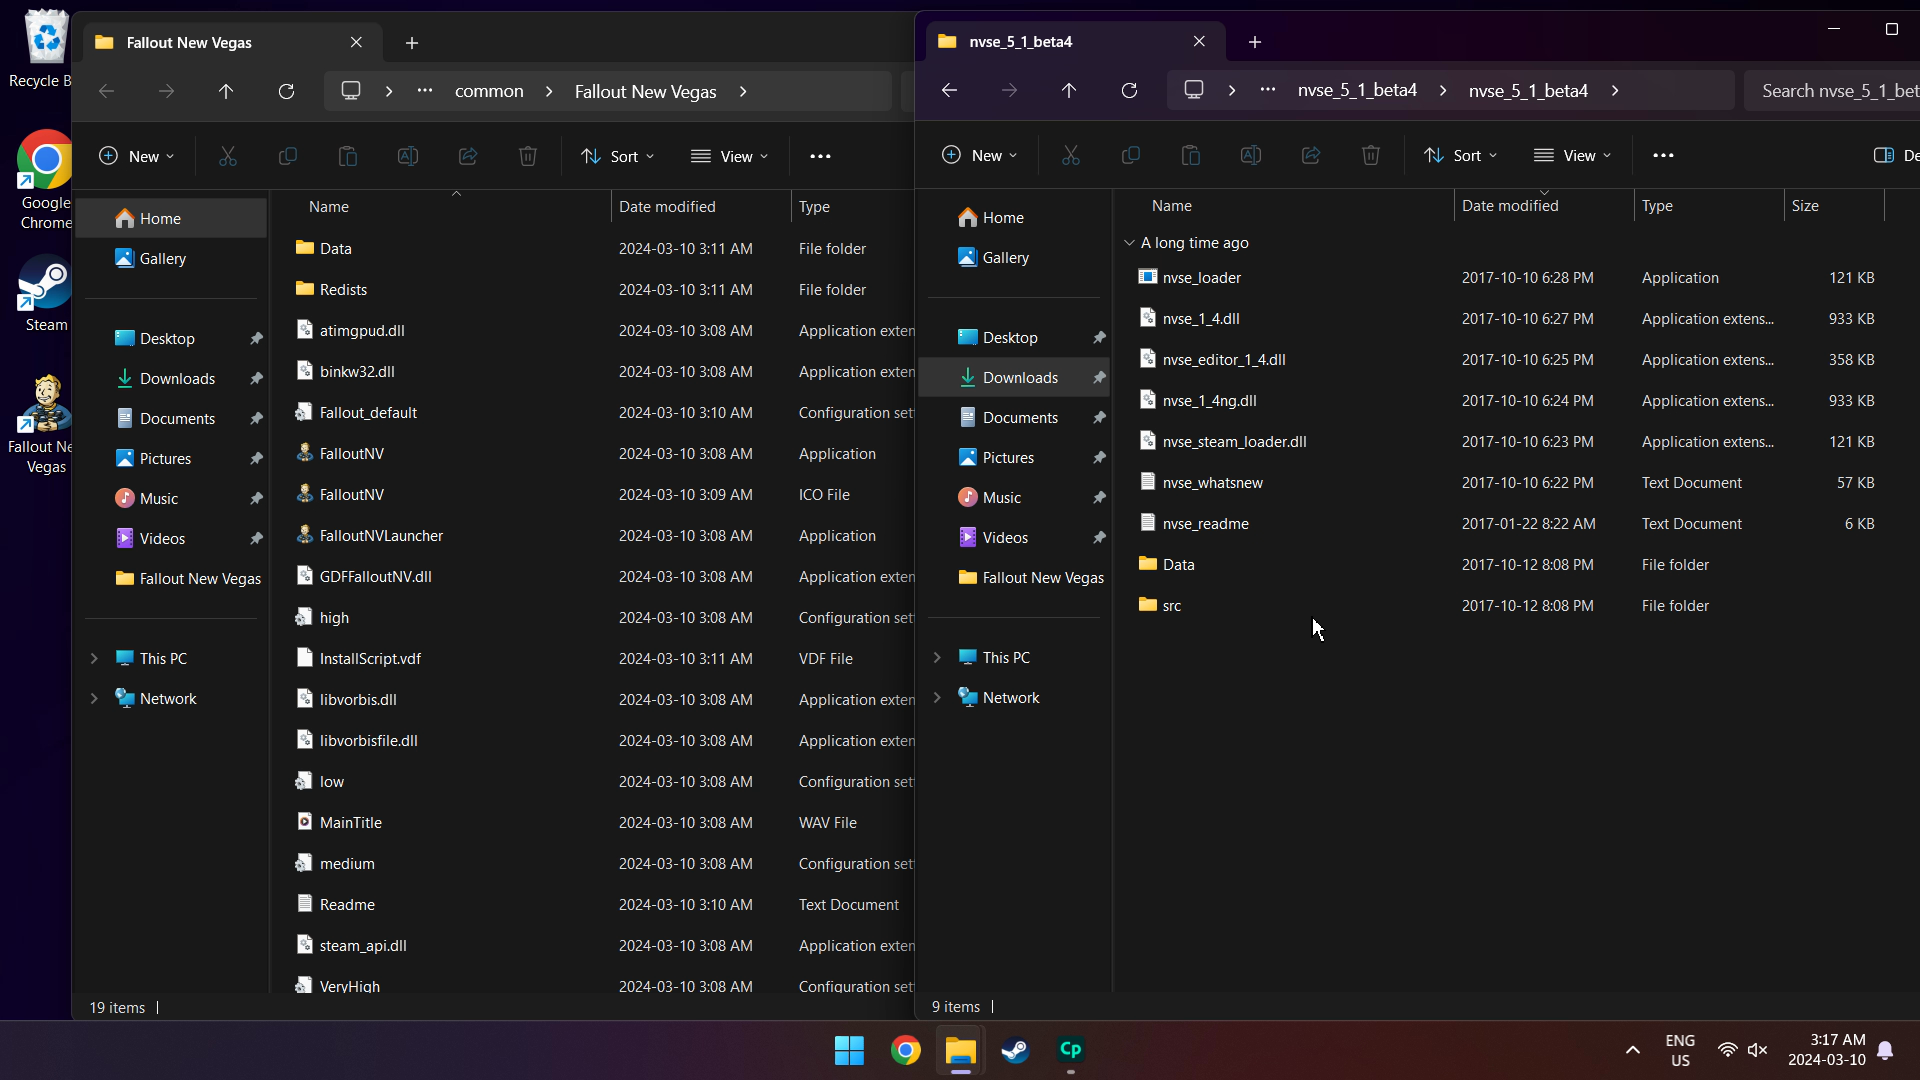 Recycle B
Google
Chrome
Steam
Fallout Ne
Vegas
Fallout New Vegas
common
Fallout New Vegas
New
Sort
View
Home
Gallery
Desktop
Downloads
Documents
Pictures
Music
Videos
Fallout New Vegas
This PC
Network
Name Date modified Type
Data 2024-03-10 3:11 AM File folder
Redists 2024-03-10 3:11 AM File folder
atimgpud.dll 2024-03-10 3:08 AM Application exten
binkw32.dll 2024-03-10 3:08 AM Application exten
Fallout_default 2024-03-10 3:10 AM Configuration set
FalloutNV 2024-03-10 3:08 AM Application
FalloutNV 2024-03-10 3:09 AM ICO File
FalloutNVLauncher 2024-03-10 3:08 AM Application
GDFFalloutNV.dll 2024-03-10 3:08 AM Application exten
high 2024-03-10 3:08 AM Configuration set
InstallScript.vdf 2024-03-10 3:11 AM VDF File
libvorbis.dll 2024-03-10 3:08 AM Application exten
libvorbisfile.dll 2024-03-10 3:08 AM Application exten
low 2024-03-10 3:08 AM Configuration set
MainTitle 2024-03-10 3:08 AM WAV File
medium 2024-03-10 3:08 AM Configuration set
Readme 2024-03-10 3:10 AM Text Document
steam_api.dll 2024-03-10 3:08 AM Application exten
VeryHigh 2024-03-10 3:08 AM Configuration set
19 items
nvse_5_1_beta4
nvse_5_1_beta4
nvse_5_1_beta4
Search nvse_5_1_bet
New
Sort
View
De
Home
Gallery
Desktop
Downloads
Documents
Pictures
Music
Videos
Fallout New Vegas
This PC
Network
Name Date modified Type Size
A long time ago
nvse_loader 2017-10-10 6:28 PM Application 121 KB
nvse_1_4.dll 2017-10-10 6:27 PM Application extens... 933 KB
nvse_editor_1_4.dll 2017-10-10 6:25 PM Application extens... 358 KB
nvse_1_4ng.dll 2017-10-10 6:24 PM Application extens... 933 KB
nvse_steam_loader.dll 2017-10-10 6:23 PM Application extens... 121 KB
nvse_whatsnew 2017-10-10 6:22 PM Text Document 57 KB
nvse_readme 2017-01-22 8:22 AM Text Document 6 KB
Data 2017-10-12 8:08 PM File folder
src 2017-10-12 8:08 PM File folder
9 items
Cp
ENG
US
3:17 AM
2024-03-10